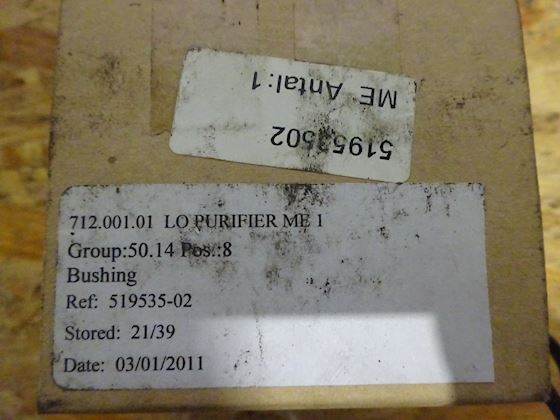 51953502
ME Antal:1
712.001.01 LO PURIFIER ME 1
Group:50.14 Pos.:8
Bushing
Ref: 519535-02
Stored: 21/39
Date: 03/01/2011